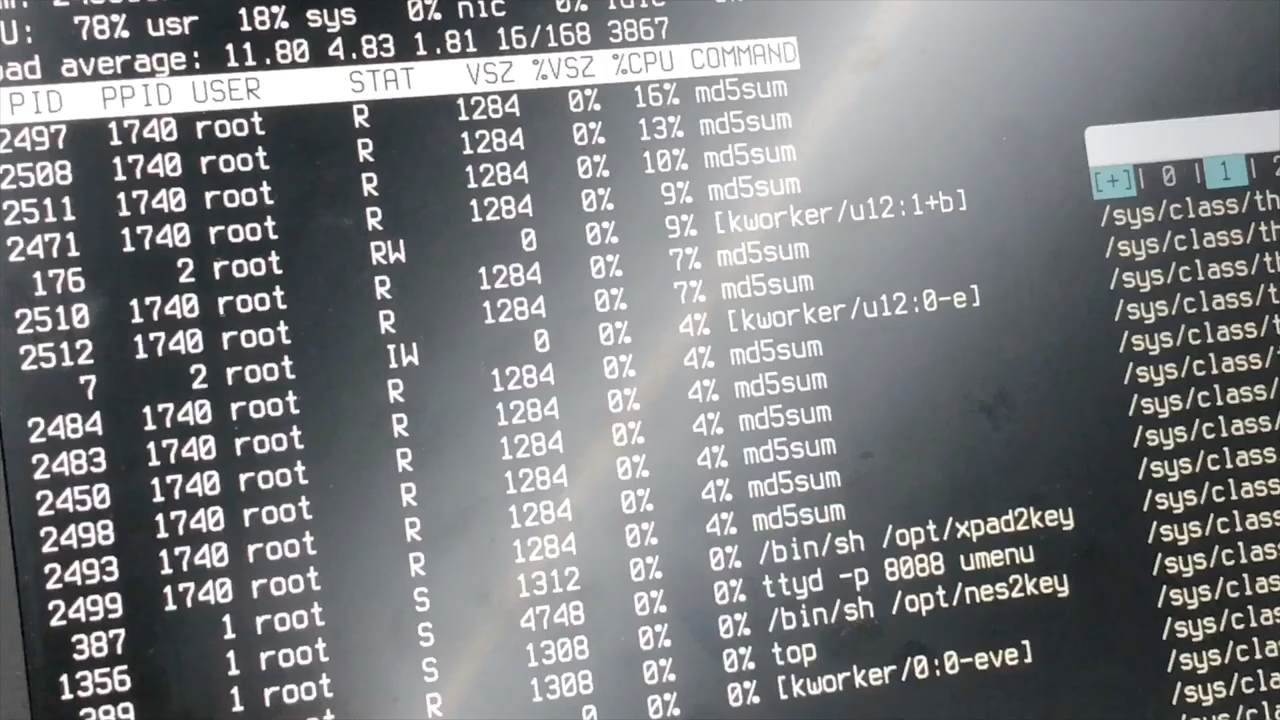 U: 78% usr 18% sys 0% nic 0% idle
oad average: 11.80 4.83 1.81 16/168 3867
PID PPID USER STAT VSZ %VSZ %CPU COMMAND
2497 1740 root R 1284 0% 16% md5sum
2508 1740 root R 1284 0% 13% md5sum
2511 1740 root R 1284 0% 10% md5sum
2471 1740 root R 1284 0% 9% md5sum
176 2 root RW 0 0% 9% [kworker/u12:1+b]
2510 1740 root R 1284 0% 7% md5sum
2512 1740 root R 1284 0% 7% md5sum
7 2 root IW 0 0% 4% [kworker/u12:0-e]
2484 1740 root R 1284 0% 4% md5sum
2483 1740 root R 1284 0% 4% md5sum
2450 1740 root R 1284 0% 4% md5sum
2498 1740 root R 1284 0% 4% md5sum
2493 1740 root R 1284 0% 4% md5sum
2499 1740 root R 1284 0% 4% md5sum
387 1 root S 1312 0% 0% /bin/sh /opt/xpad2key
1356 1 root S 4748 0% 0% ttyd -p 8088 umenu
389 1 root S 1308 0% 0% /bin/sh /opt/nes2key
R 1308 0% 0% top
0 0% 0% [kworker/0:0-eve]
[+]| 0 | 1 | 2
/sys/class/th
/sys/class/th
/sys/class/th
/sys/class/t
/sys/class/t
/sys/class/t
/sys/class/
/sys/class/
/sys/class
/sys/class
/sys/class
/sys/class
/sys/class
/sys/clas
/sys/cla
/sys/cla